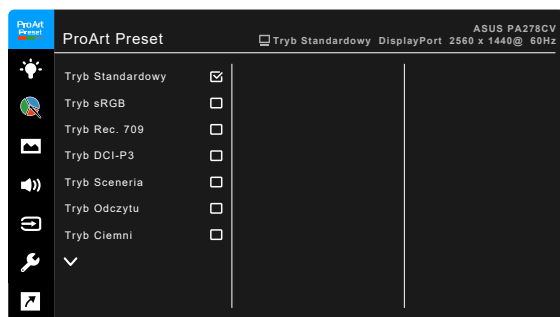 ProArt
Preset
ProArt Preset
ASUS PA278CV
Tryb Standardowy DisplayPort 2560 x 1440@ 60Hz
Tryb Standardowy
Tryb sRGB
Tryb Rec. 709
Tryb DCI-P3
Tryb Sceneria
Tryb Odczytu
Tryb Ciemni